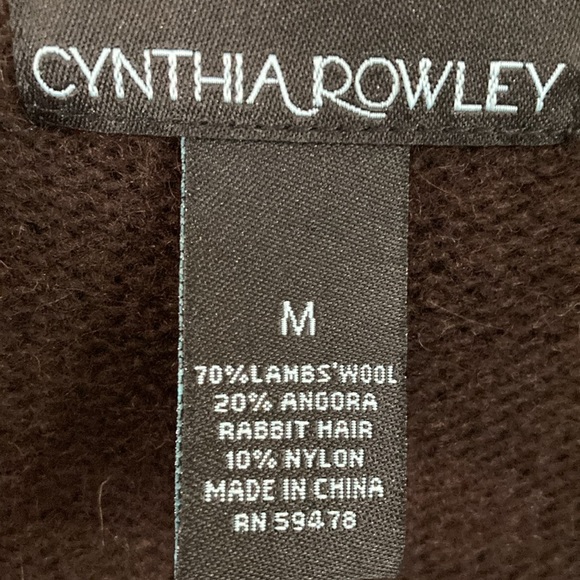 CYNTHIA ROWLEY
M
70% LAMBS' WOOL
20% ANGORA
RABBIT HAIR
10% NYLON
MADE IN CHINA
RN 59478